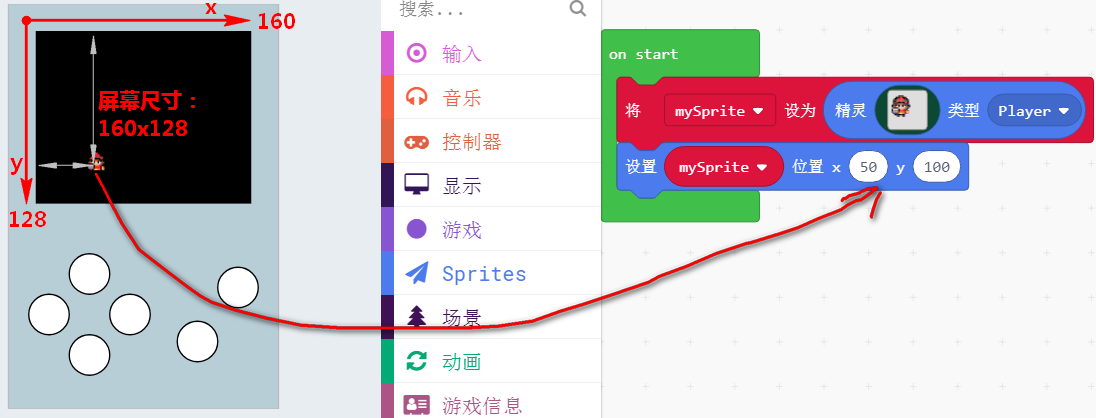 x
160
屏幕尺寸：
160x128
y
128
搜索...
输入
音乐
控制器
显示
游戏
Sprites
场景
动画
游戏信息
on start
将 mySprite 设为 精灵 类型 Player
设置 mySprite 位置 x 50 y 100